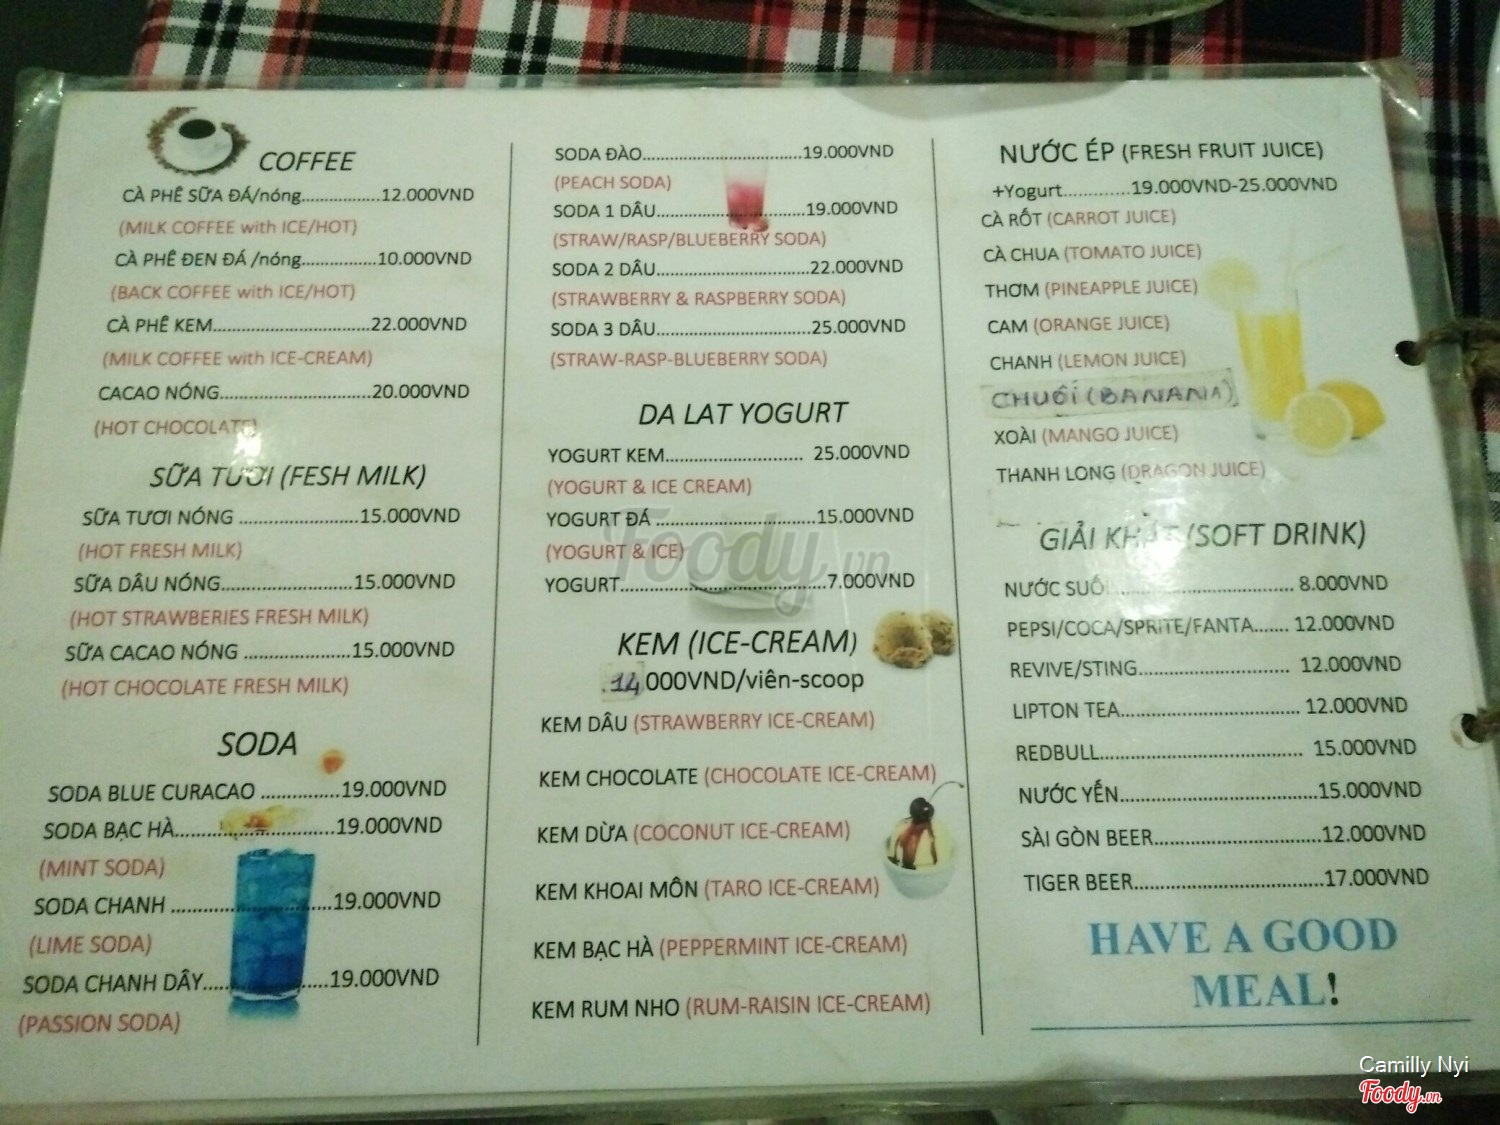 COFFEE
CÀ PHÊ SỮA ĐÁ/nóng.................12.000VND
(MILK COFFEE with ICE/HOT)
CÀ PHÊ ĐEN ĐÁ /nóng................10.000VND
(BACK COFFEE with ICE/HOT)
CÀ PHÊ KEM..................................22.000VND
(MILK COFFEE with ICE-CREAM)
CACAO NÓNG................................20.000VND
(HOT CHOCOLATE)
SỮA TƯƠI (FESH MILK)
SỮA TƯƠI NÓNG .........................15.000VND
(HOT FRESH MILK)
SỮA DÂU NÓNG............................15.000VND
(HOT STRAWBERIES FRESH MILK)
SỮA CACAO NÓNG .......................15.000VND
(HOT CHOCOLATE FRESH MILK)
SODA
SODA BLUE CURACAO ...............19.000VND
SODA BẠC HÀ................................19.000VND
(MINT SODA)
SODA CHANH ...............................19.000VND
(LIME SODA)
SODA CHANH DÂY........................19.000VND
(PASSION SODA)
SODA ĐÀO..................................19.000VND
(PEACH SODA)
SODA 1 DÂU................................19.000VND
(STRAW/RASP/BLUEBERRY SODA)
SODA 2 DÂU.................................22.000VND
(STRAWBERRY & RASPBERRY SODA)
SODA 3 DÂU.................................25.000VND
(STRAW-RASP-BLUEBERRY SODA)
DA LAT YOGURT
YOGURT KEM............................. 25.000VND
(YOGURT & ICE CREAM)
YOGURT ĐÁ ..................................15.000VND
(YOGURT & ICE)
YOGURT............................................7.000VND
KEM (ICE-CREAM)
.14 000VND/viên-scoop
KEM DÂU (STRAWBERRY ICE-CREAM)
KEM CHOCOLATE (CHOCOLATE ICE-CREAM)
KEM DỪA (COCONUT ICE-CREAM)
KEM KHOAI MÔN (TARO ICE-CREAM)
KEM BẠC HÀ (PEPPERMINT ICE-CREAM)
KEM RUM NHO (RUM-RAISIN ICE-CREAM)
NƯỚC ÉP (FRESH FRUIT JUICE)
+Yogurt............19.000VND-25.000VND
CÀ RỐT (CARROT JUICE)
CÀ CHUA (TOMATO JUICE)
THƠM (PINEAPPLE JUICE)
CAM (ORANGE JUICE)
CHANH (LEMON JUICE)
CHUỐI (BANANA)
XOÀI (MANGO JUICE)
THANH LONG (DRAGON JUICE)
GIẢI KHÁT (SOFT DRINK)
NƯỚC SUỐI .................................. 8.000VND
PEPSI/COCA/SPRITE/FANTA....... 12.000VND
REVIVE/STING............................ 12.000VND
LIPTON TEA................................. 12.000VND
REDBULL..................................... 15.000VND
NƯỚC YẾN....................................15.000VND
SÀI GÒN BEER..............................12.000VND
TIGER BEER..................................17.000VND
HAVE A GOOD
MEAL!
Foody.vn
Camilly Nyi
Foody.vn